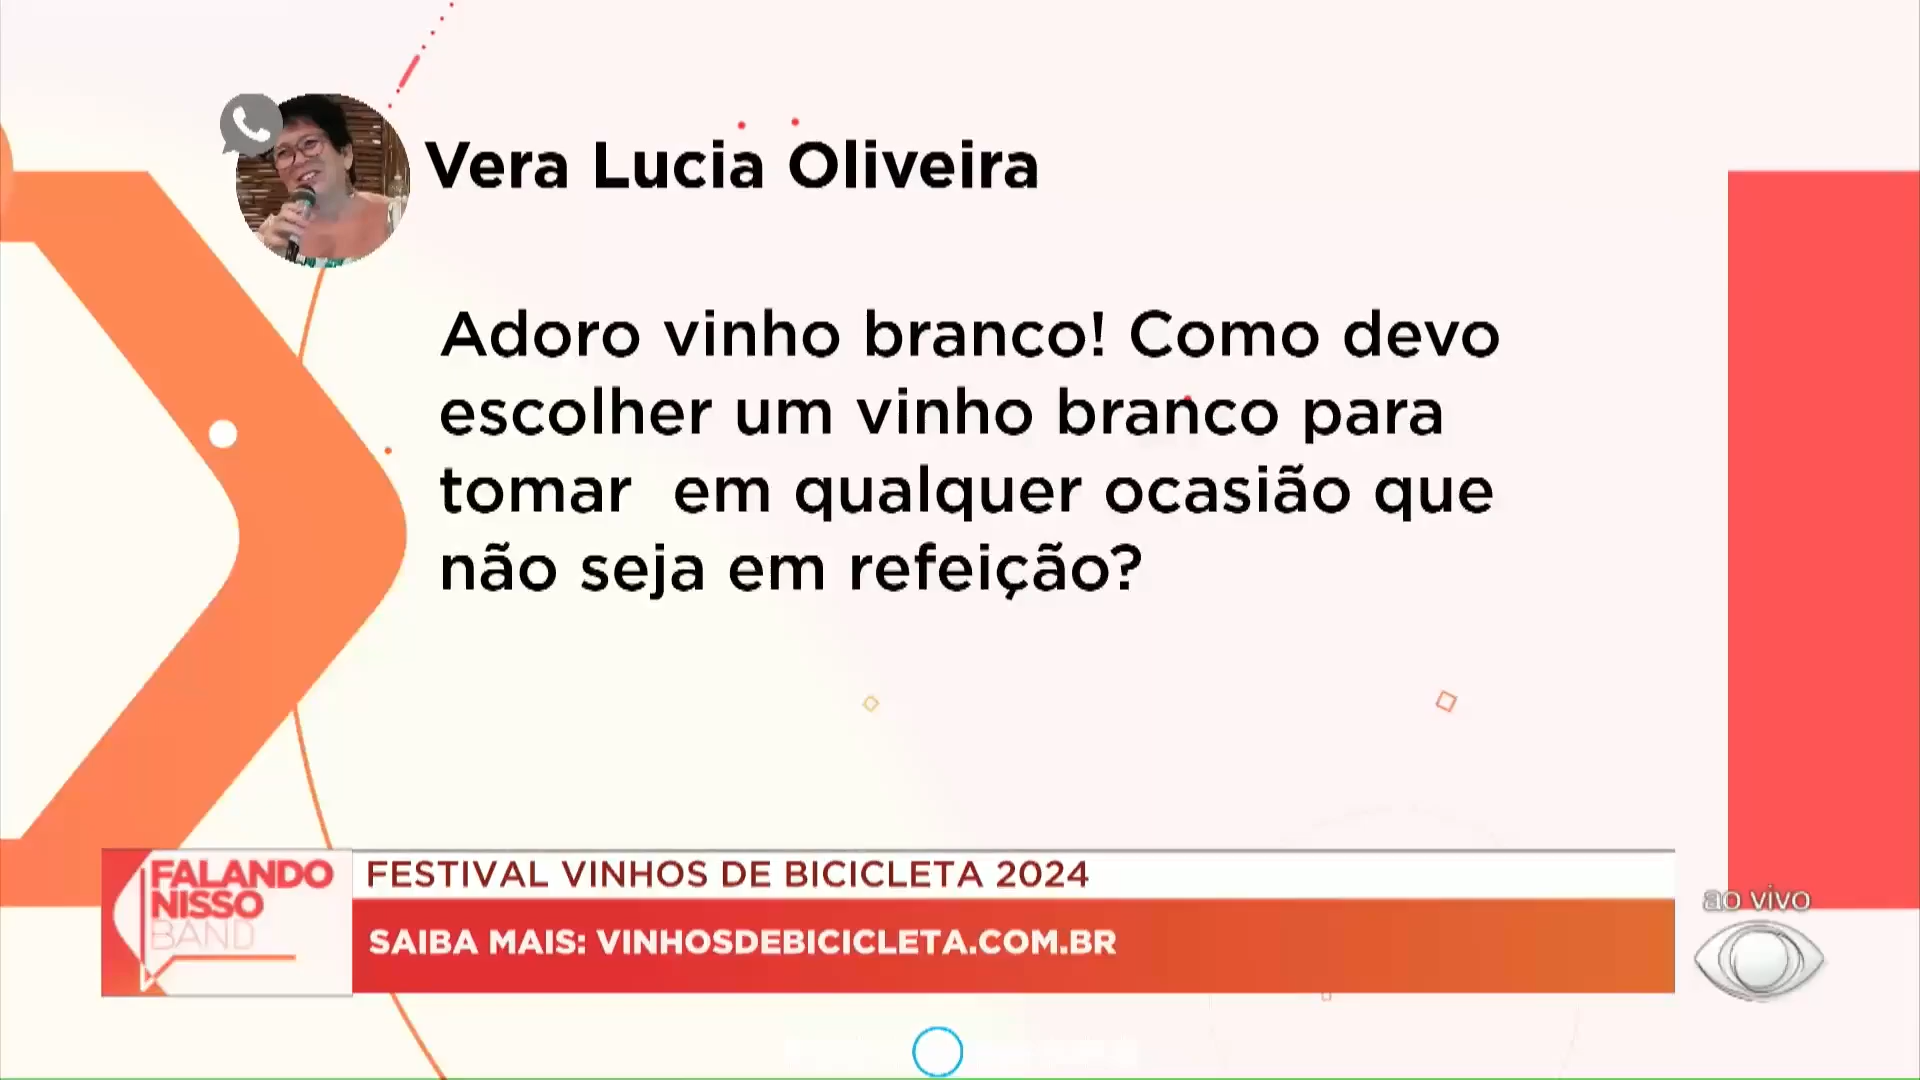 Vera Lucia Oliveira
Adoro vinho branco! Como devo
escolher um vinho branco para
tomar  em qualquer ocasião que
não seja em refeição?
FALANDO
NISSO
BAND
FESTIVAL VINHOS DE BICICLETA 2024
SAIBA MAIS: VINHOSDEBICICLETA.COM.BR
ao vivo